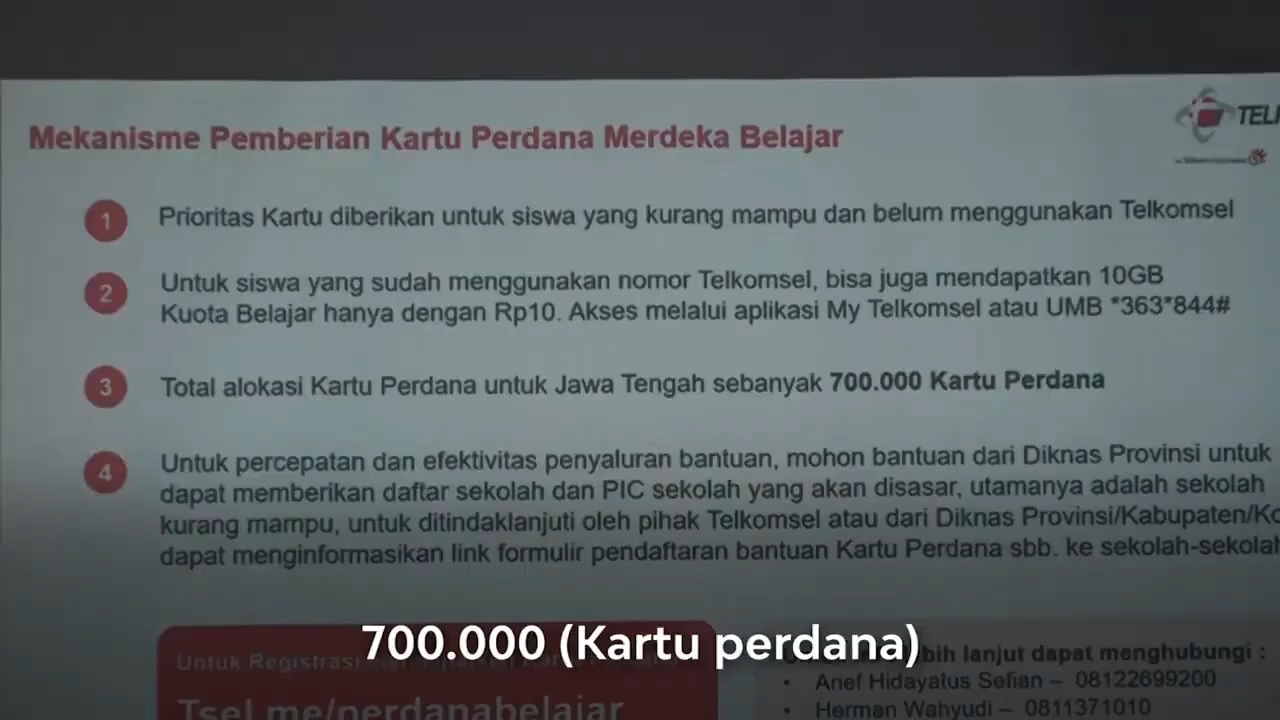 Mekanisme Pemberian Kartu Perdana Merdeka Belajar
TELK
1 Prioritas Kartu diberikan untuk siswa yang kurang mampu dan belum menggunakan Telkomsel
2 Untuk siswa yang sudah menggunakan nomor Telkomsel, bisa juga mendapatkan 10GB
Kuota Belajar hanya dengan Rp10. Akses melalui aplikasi My Telkomsel atau UMB *363*844#
3 Total alokasi Kartu Perdana untuk Jawa Tengah sebanyak 700.000 Kartu Perdana
4 Untuk percepatan dan efektivitas penyaluran bantuan, mohon bantuan dari Diknas Provinsi untuk
dapat memberikan daftar sekolah dan PIC sekolah yang akan disasar, utamanya adalah sekolah
kurang mampu, untuk ditindaklanjuti oleh pihak Telkomsel atau dari Diknas Provinsi/Kabupaten/Ko
dapat menginformasikan link formulir pendaftaran bantuan Kartu Perdana sbb. ke sekolah-sekolah
700.000 (Kartu perdana)
Untuk Registrasi
Tsel.me/perdanabelajar
lebih lanjut dapat menghubungi :
• Arief Hidayatus Sefian – 08122699200
• Herman Wahyudi – 0811371010